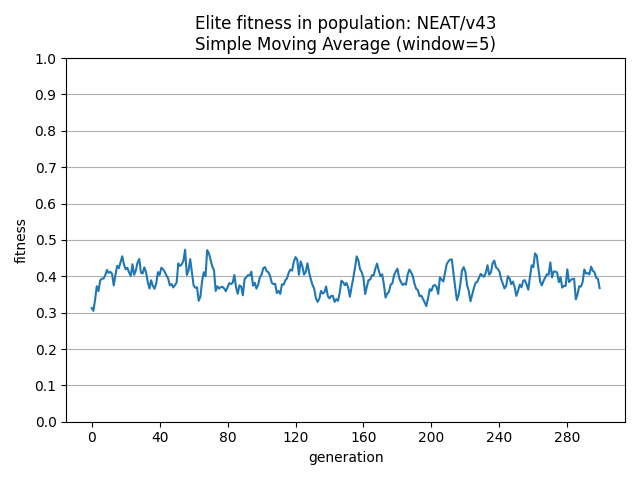 Elite fitness in population: NEAT/v43
Simple Moving Average (window=5)
1.0
0.9
0.8
0.7
0.6
0.5
0.4
0.3
0.2
0.1
0.0
fitness
0 40 80 120 160 200 240 280
generation